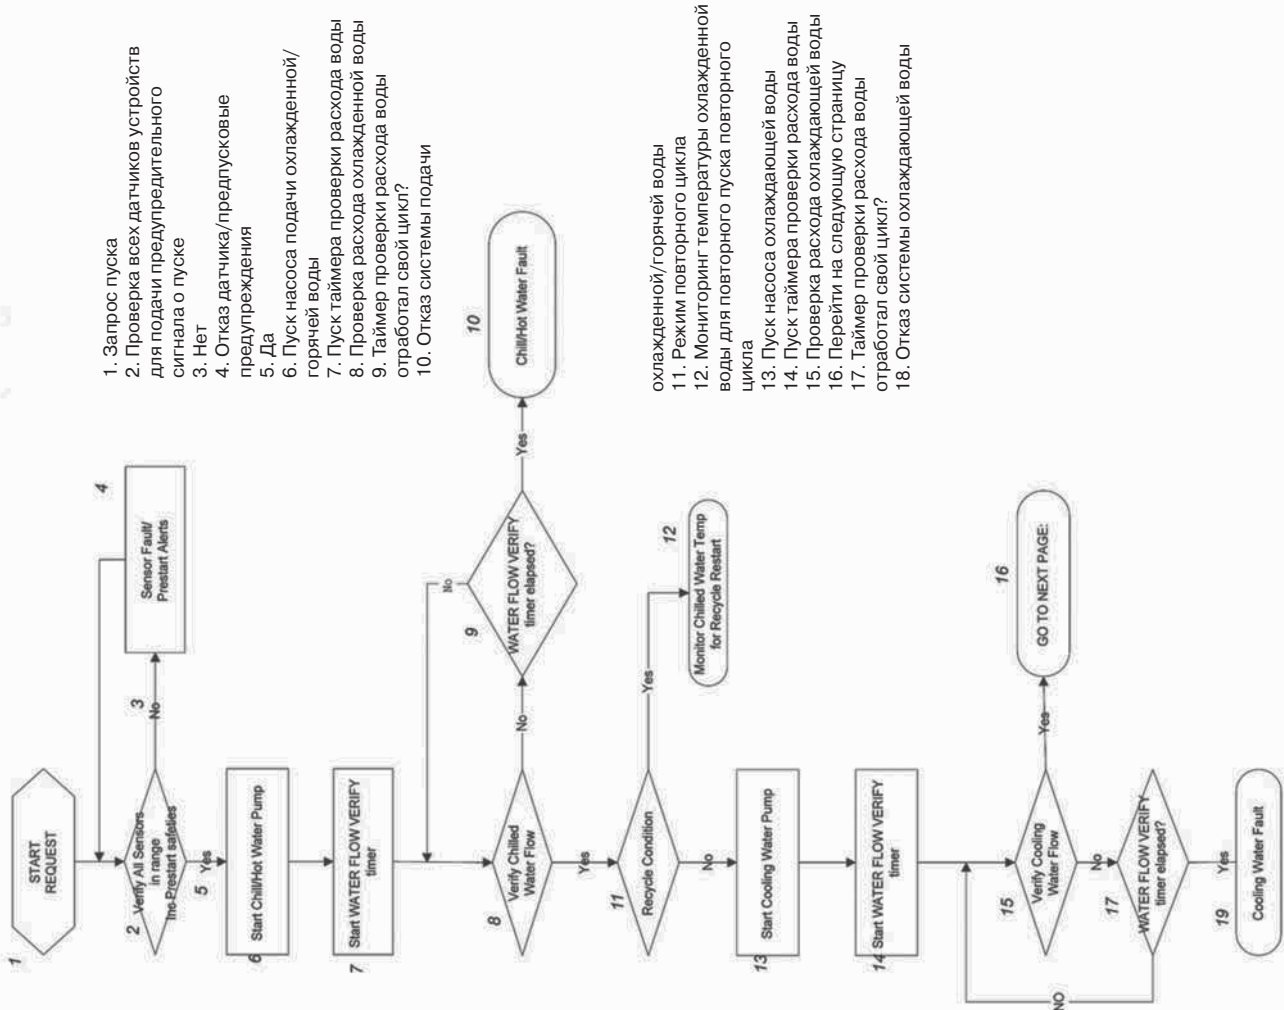 1
START
REQUEST
2
Verify All Sensors
in range
the Prestart safeties
3
No
4
Sensor Fault/
Prestart Alerts
5
Yes
6
Start Chill/Hot Water Pump
7
Start WATER FLOW VERIFY
timer
8
Verify Chilled
Water Flow
No
9
WATER FLOW VERIFY
timer elapsed?
No
Yes
10
Chill/Hot Water Fault
Yes
11
Recycle Condition
Yes
12
Monitor Chilled Water Temp
for Recycle Restart
No
13
Start Cooling Water Pump
14
Start WATER FLOW VERIFY
timer
15
Verify Cooling
Water Flow
Yes
16
GO TO NEXT PAGE:
No
17
WATER FLOW VERIFY
timer elapsed?
NO
Yes
19
Cooling Water Fault
1. Запрос пуска
2. Проверка всех датчиков устройств
для подачи предупредительного
сигнала о пуске
3. Нет
4. Отказ датчика/предпусковые
предупреждения
5. Да
6. Пуск насоса подачи охлажденной/
горячей воды
7. Пуск таймера проверки расхода воды
8. Проверка расхода охлажденной воды
9. Таймер проверки расхода воды
отработал свой цикл?
10. Отказ системы подачи
охлажденной/горячей воды
11. Режим повторного цикла
12. Мониторинг температуры охлажденной
воды для повторного пуска повторного
цикла
13. Пуск насоса охлаждающей воды
14. Пуск таймера проверки расхода воды
15. Проверка расхода охлаждающей воды
16. Перейти на следующую страницу
17. Таймер проверки расхода воды
отработал свой цикл?
18. Отказ системы охлаждающей воды